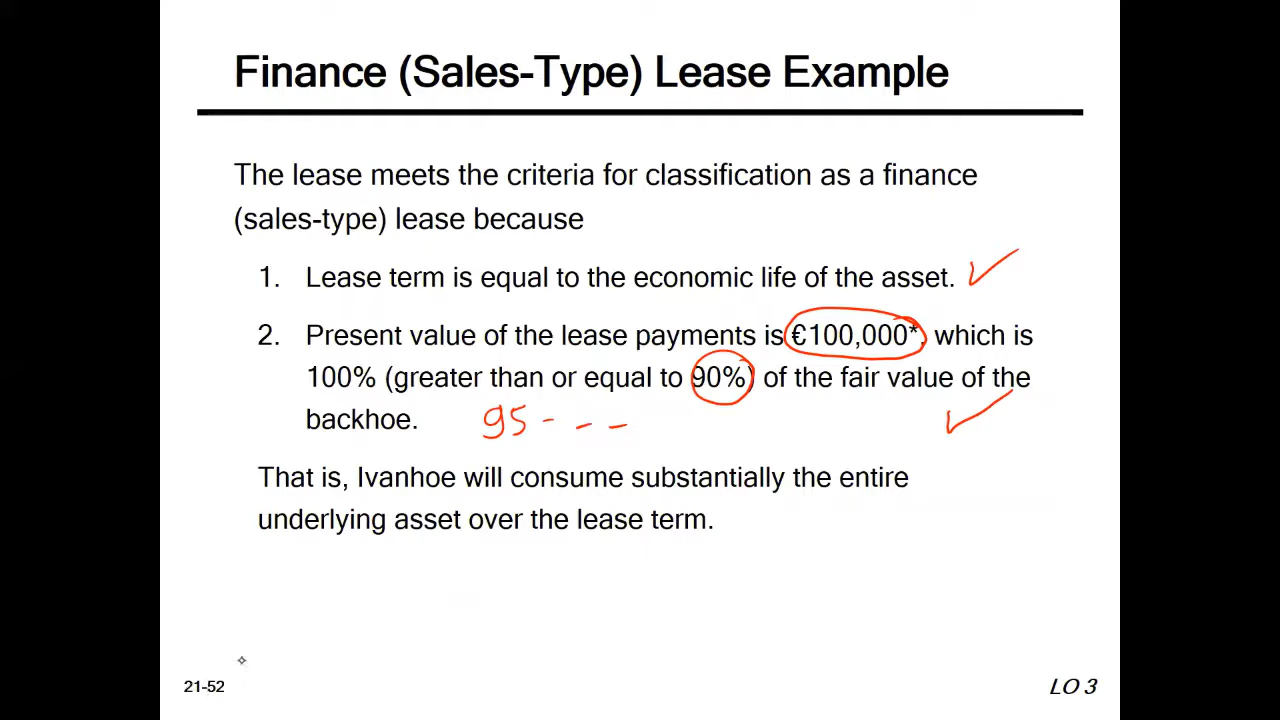 Finance (Sales-Type) Lease Example
The lease meets the criteria for classification as a finance
(sales-type) lease because
1. Lease term is equal to the economic life of the asset.
2. Present value of the lease payments is €100,000*, which is
100% (greater than or equal to 90%) of the fair value of the
backhoe.
95 - - -
That is, Ivanhoe will consume substantially the entire
underlying asset over the lease term.
21-52
LO 3